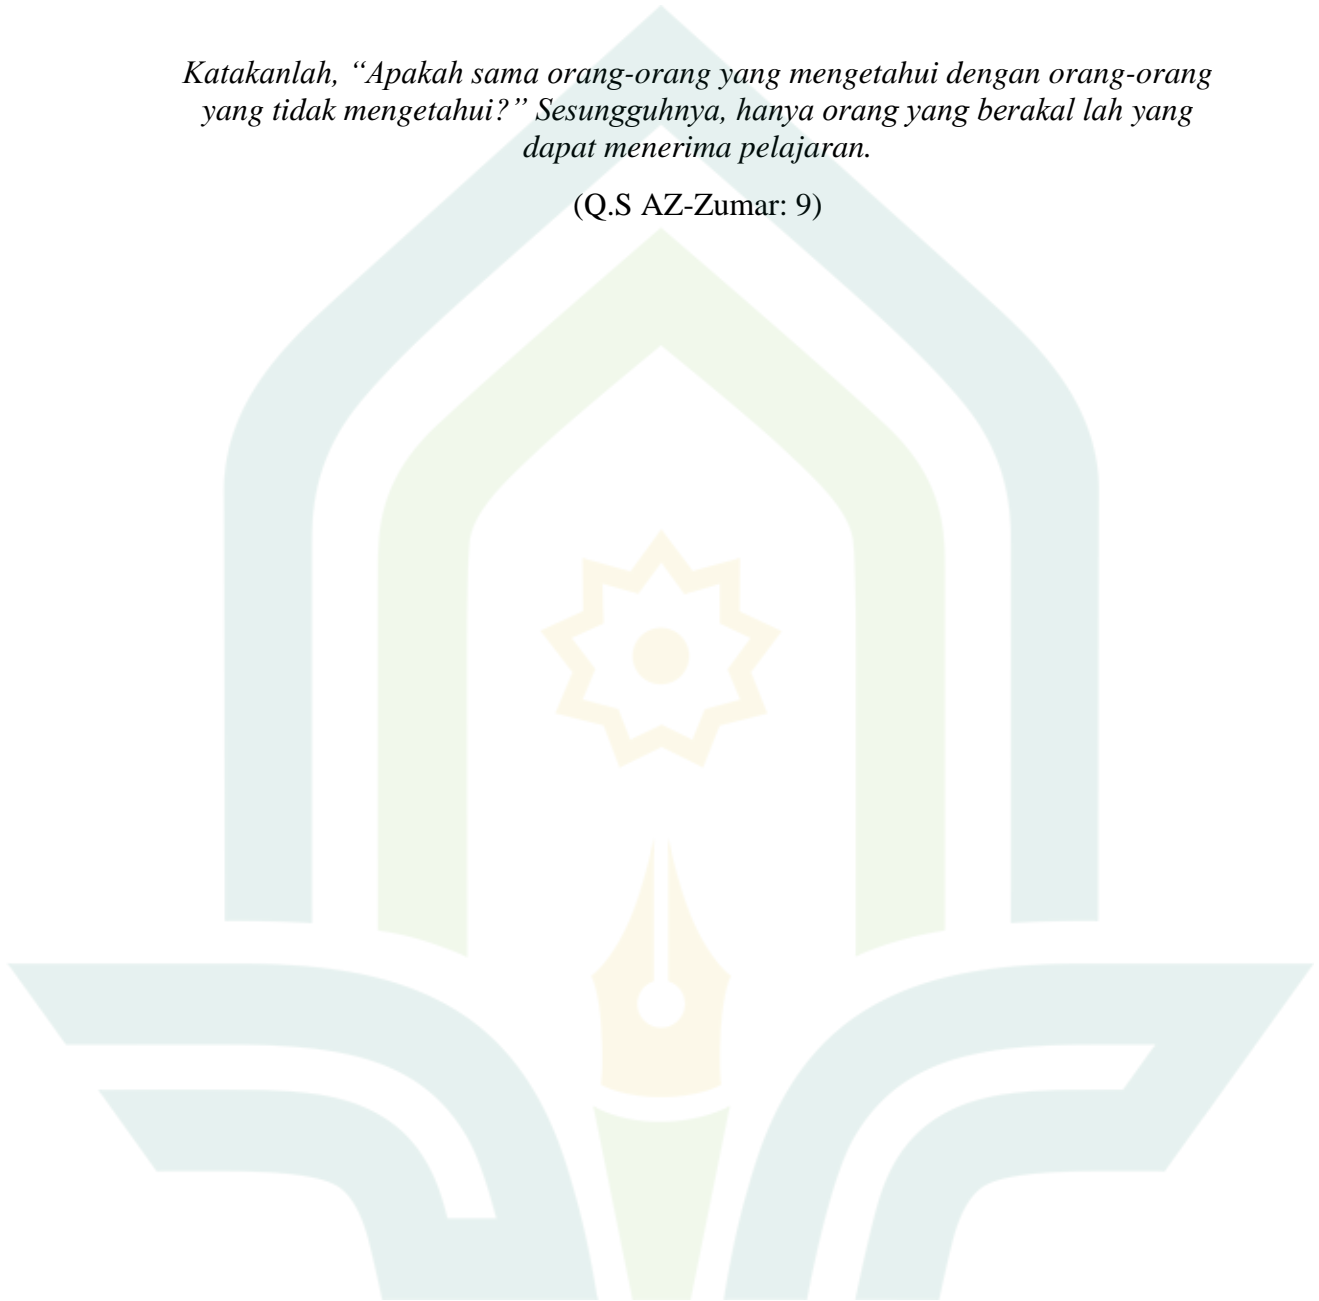 Katakanlah, “Apakah sama orang-orang yang mengetahui dengan orang-orang
yang tidak mengetahui?” Sesungguhnya, hanya orang yang berakal lah yang
dapat menerima pelajaran.
(Q.S AZ-Zumar: 9)